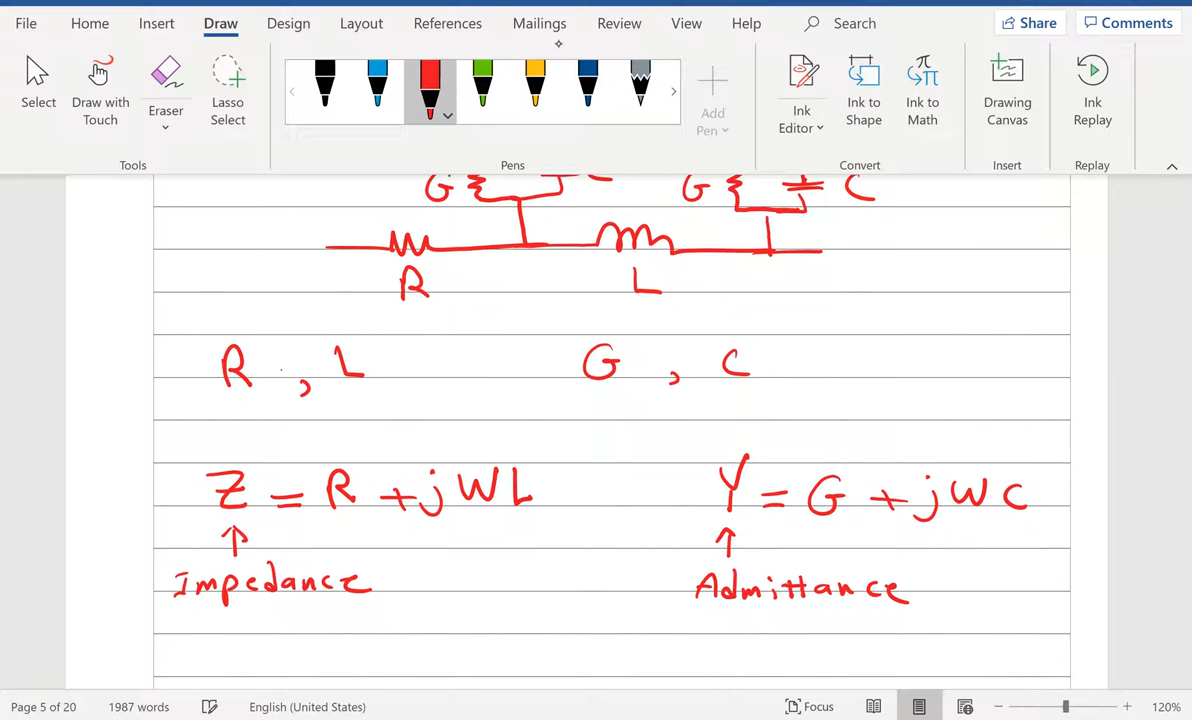 File Home Insert Draw Design Layout References Mailings Review View Help Search Share Comments
Select Draw with Touch Eraser Lasso Select Add Pen Ink Editor Ink to Shape Ink to Math Drawing Canvas Ink Replay
Tools Pens Convert Insert Replay
G G C
R L
R , L G , C
Z = R + jWL Y = G + jWC
↑ ↑
Impedance Admittance
Page 5 of 20 1987 words English (United States) Focus 120%